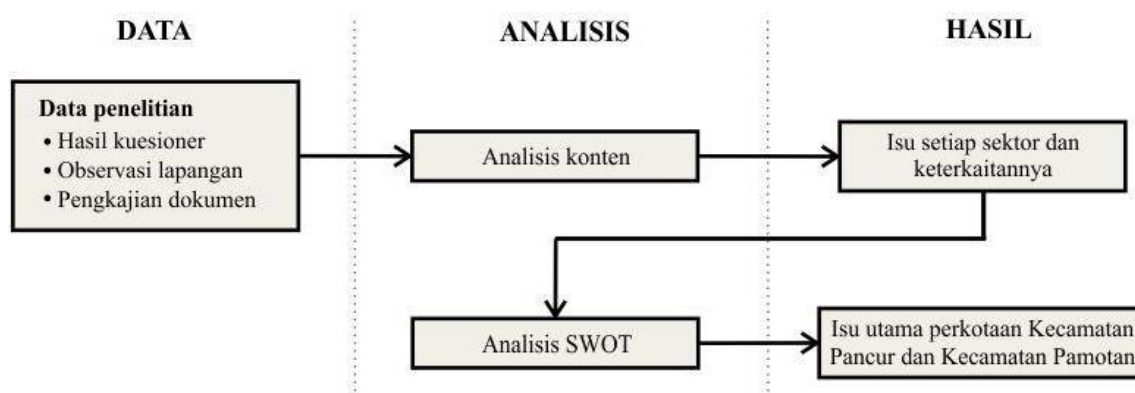 DATA
ANALISIS
HASIL
Data penelitian
• Hasil kuesioner
• Observasi lapangan
• Pengkajian dokumen
Analisis konten
Isu setiap sektor dan
keterkaitannya
Analisis SWOT
Isu utama perkotaan Kecamatan
Pancur dan Kecamatan Pamotan